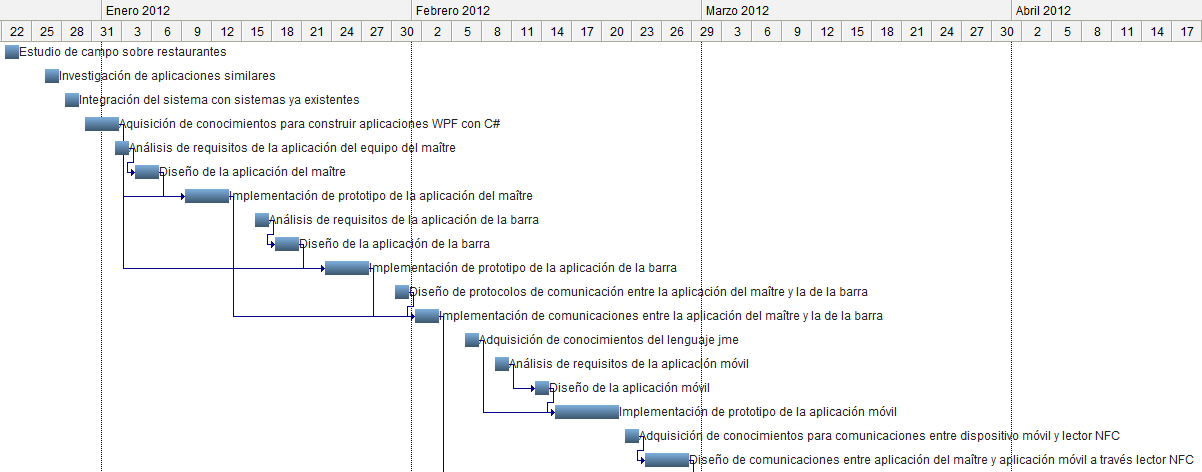 Enero 2012 Febrero 2012 Marzo 2012 Abril 2012
22 25 28 31 3 6 9 12 15 18 21 24 27 30 2 5 8 11 14 17 20 23 26 29 3 6 9 12 15 18 21 24 27 30 2 5 8 11 14 17
Estudio de campo sobre restaurantes
Investigación de aplicaciones similares
Integración del sistema con sistemas ya existentes
Aquisición de conocimientos para construir aplicaciones WPF con C#
Análisis de requisitos de la aplicación del equipo del maître
Diseño de la aplicación del maître
Implementación de prototipo de la aplicación del maître
Análisis de requisitos de la aplicación de la barra
Diseño de la aplicación de la barra
Implementación de prototipo de la aplicación de la barra
Diseño de protocolos de comunicación entre la aplicación del maître y la de la barra
Implementación de comunicaciones entre la aplicación del maître y la de la barra
Adquisición de conocimientos del lenguaje jme
Análisis de requisitos de la aplicación móvil
Diseño de la aplicación móvil
Implementación de prototipo de la aplicación móvil
Adquisición de conocimientos para comunicaciones entre dispositivo móvil y lector NFC
Diseño de comunicaciones entre aplicación del maître y aplicación móvil a través lector NFC